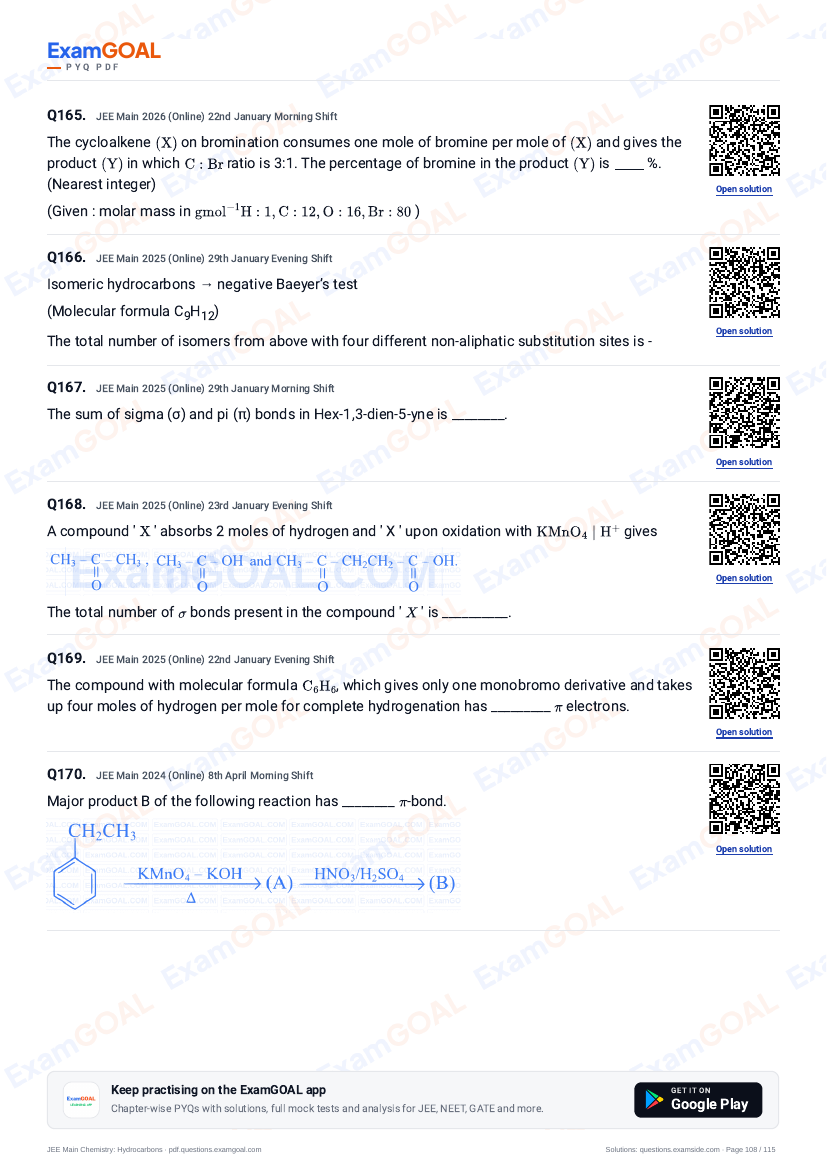 ExamGOAL
PYQ PDF
Q165. JEE Main 2026 (Online) 22nd January Morning Shift
The cycloalkene (X) on bromination consumes one mole of bromine per mole of (X) and gives the
product (Y) in which C : Br ratio is 3:1. The percentage of bromine in the product (Y) is ____ %.
(Nearest integer)
(Given : molar mass in gmol⁻¹H : 1, C : 12, O : 16, Br : 80 )
Open solution
Q166. JEE Main 2025 (Online) 29th January Evening Shift
Isomeric hydrocarbons → negative Baeyer's test
(Molecular formula C₉H₁₂)
The total number of isomers from above with four different non-aliphatic substitution sites is -
Open solution
Q167. JEE Main 2025 (Online) 29th January Morning Shift
The sum of sigma (σ) and pi (π) bonds in Hex-1,3-dien-5-yne is ________.
Open solution
Q168. JEE Main 2025 (Online) 23rd January Evening Shift
A compound ' X ' absorbs 2 moles of hydrogen and ' X ' upon oxidation with KMnO₄ | H⁺ gives
CH₃ – C – CH₃ , CH₃ – C – OH and CH₃ – C – CH₂CH₂ – C – OH.
|| || || ||
O O O O
ExamGOAL.COM
The total number of σ bonds present in the compound ' X ' is _________.
Open solution
Q169. JEE Main 2025 (Online) 22nd January Evening Shift
The compound with molecular formula C₆H₆, which gives only one monobromo derivative and takes
up four moles of hydrogen per mole for complete hydrogenation has _________ π electrons.
Open solution
Q170. JEE Main 2024 (Online) 8th April Morning Shift
Major product B of the following reaction has ________ π-bond.
CH₂CH₃
KMnO₄ – KOH
Δ
(A)
HNO₃/H₂SO₄
(B)
Open solution
Keep practising on the ExamGOAL app
Chapter-wise PYQs with solutions, full mock tests and analysis for JEE, NEET, GATE and more.
GET IT ON
Google Play
JEE Main Chemistry: Hydrocarbons · pdf.questions.examgoal.com
Solutions: questions.examside.com · Page 108 / 115